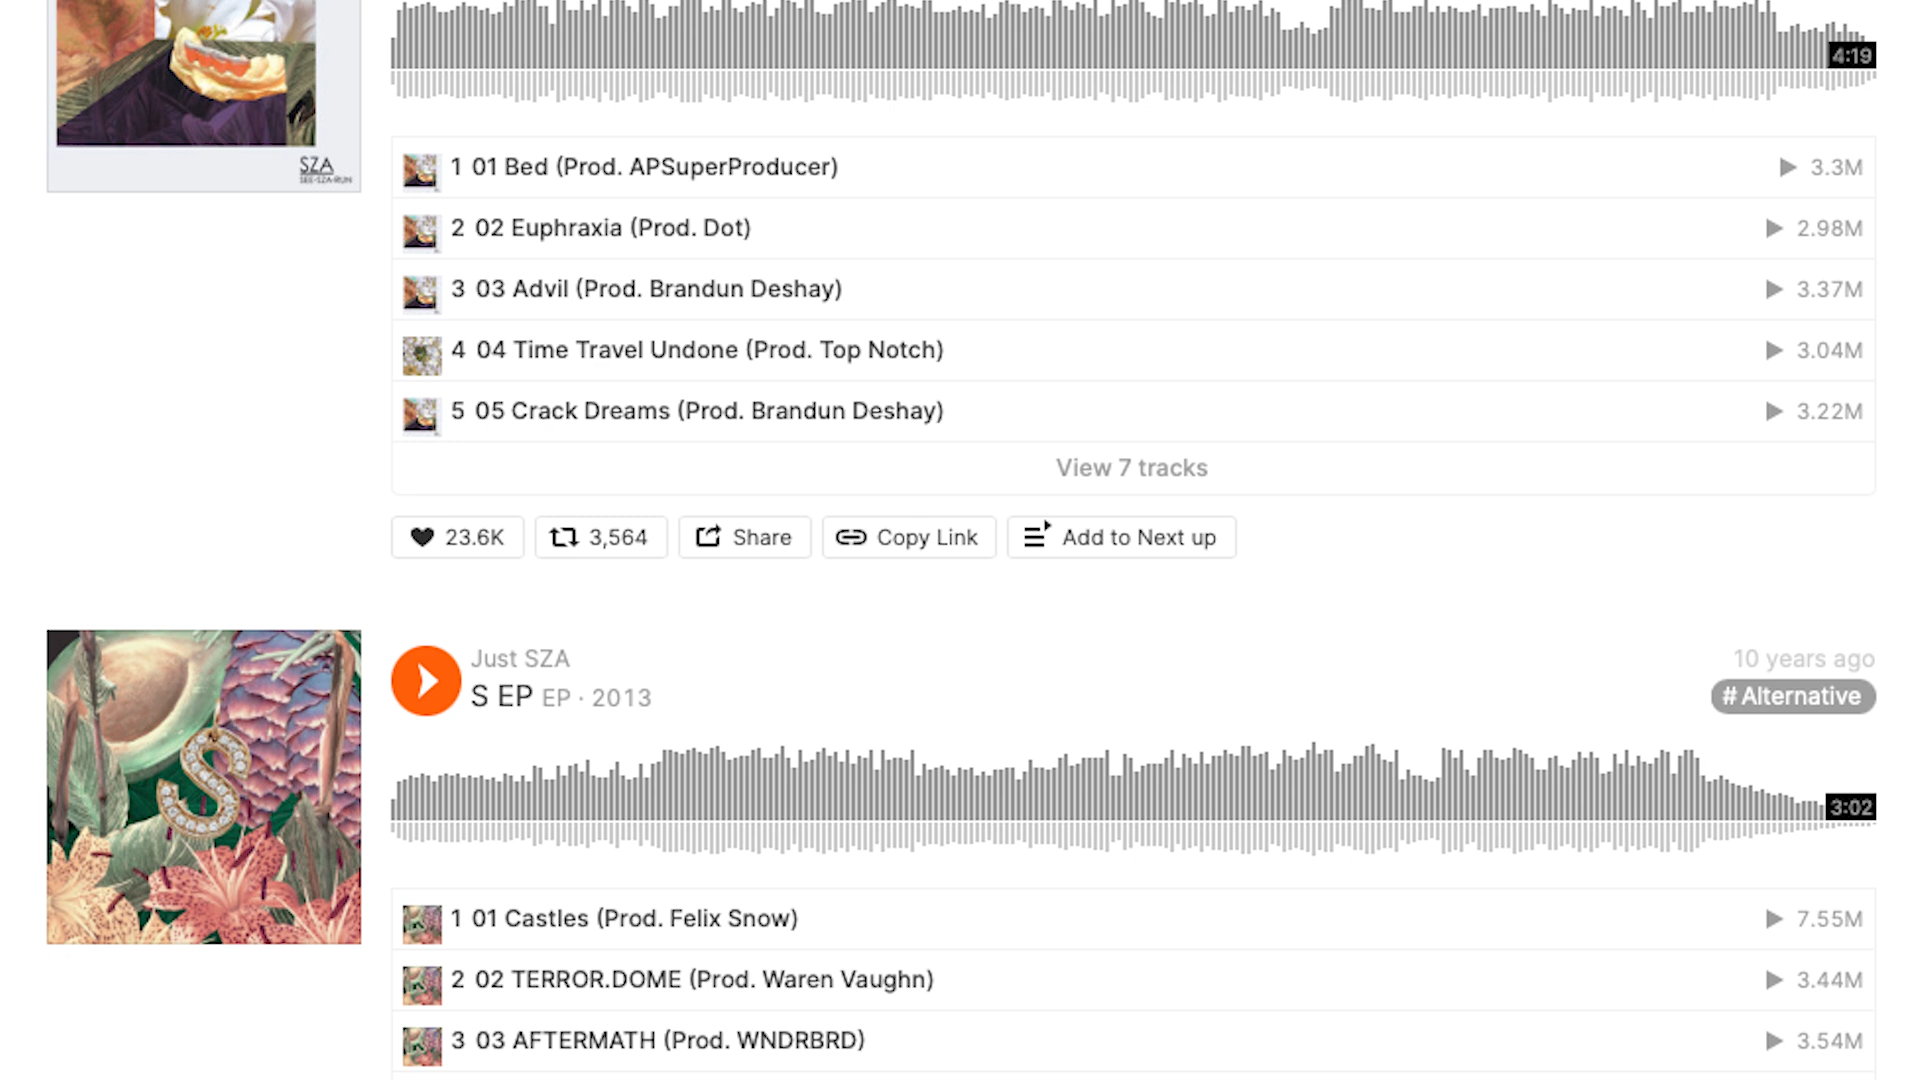 4:19
SZA
SEE-SZA-RUN
1 01 Bed (Prod. APSuperProducer) 3.3M
2 02 Euphraxia (Prod. Dot) 2.98M
3 03 Advil (Prod. Brandun Deshay) 3.37M
4 04 Time Travel Undone (Prod. Top Notch) 3.04M
5 05 Crack Dreams (Prod. Brandun Deshay) 3.22M
View 7 tracks
23.6K 3,564 Share Copy Link Add to Next up
Just SZA 10 years ago
S EP EP · 2013 # Alternative
S
3:02
1 01 Castles (Prod. Felix Snow) 7.55M
2 02 TERROR.DOME (Prod. Waren Vaughn) 3.44M
3 03 AFTERMATH (Prod. WNDRBRD) 3.54M